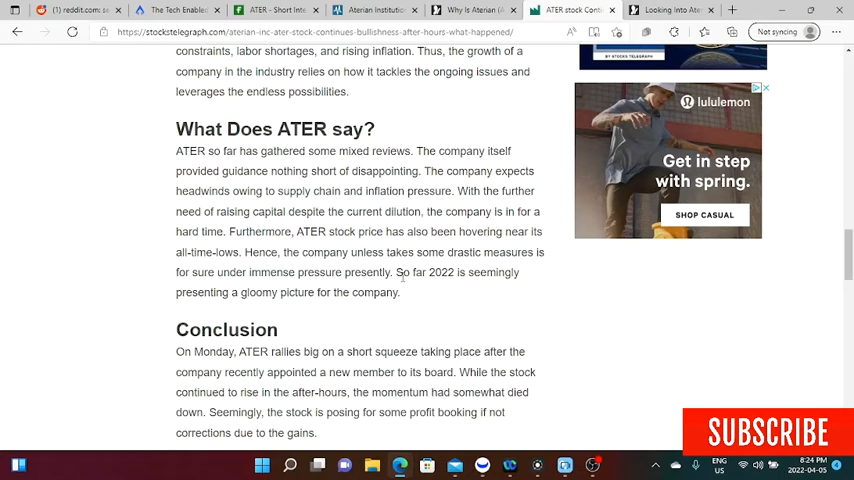 (1) reddit.com: se
The Tech Enabled
ATER - Short Inte
Aterian Institution
Why Is Aterian (A
ATER stock Conti
Looking Into Ater
https://stockstelegraph.com/aterian-inc-ater-stock-continues-bullishness-after-hours-what-happened/
Not syncing
constraints, labor shortages, and rising inflation. Thus, the growth of a
company in the industry relies on how it tackles the ongoing issues and
leverages the endless possibilities.
BY STOCKS TELEGRAPH
lululemon
Get in step
with spring.
SHOP CASUAL
What Does ATER say?
ATER so far has gathered some mixed reviews. The company itself
provided guidance nothing short of disappointing. The company expects
headwinds owing to supply chain and inflation pressure. With the further
need of raising capital despite the current dilution, the company is in for a
hard time. Furthermore, ATER stock price has also been hovering near its
all-time-lows. Hence, the company unless takes some drastic measures is
for sure under immense pressure presently. So far 2022 is seemingly
presenting a gloomy picture for the company.
Conclusion
On Monday, ATER rallies big on a short squeeze taking place after the
company recently appointed a new member to its board. While the stock
continued to rise in the after-hours, the momentum had somewhat died
down. Seemingly, the stock is posing for some profit booking if not
corrections due to the gains.
SUBSCRIBE
ENG
US
8:24 PM
2022-04-05
4